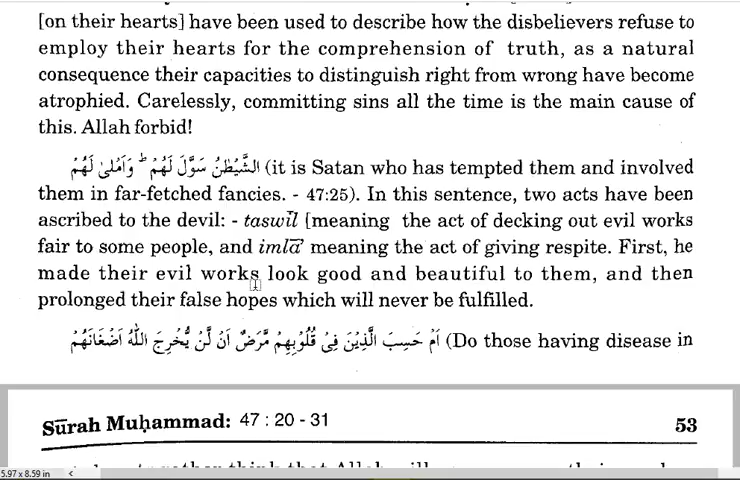 [on their hearts] have been used to describe how the disbelievers refuse to
employ their hearts for the comprehension of truth, as a natural
consequence their capacities to distinguish right from wrong have become
atrophied. Carelessly, committing sins all the time is the main cause of
this. Allah forbid!
الشَّيْطٰنُ سَوَّلَ لَهُمْ ؕ وَاَمْلٰى لَهُمْ (it is Satan who has tempted them and involved
them in far-fetched fancies. - 47:25). In this sentence, two acts have been
ascribed to the devil: - taswīl [meaning the act of decking out evil works
fair to some people, and imlā' meaning the act of giving respite. First, he
made their evil works look good and beautiful to them, and then
prolonged their false hopes which will never be fulfilled.
اَمْ حَسِبَ الَّذِيْنَ فِيْ قُلُوْبِهِمْ مَّرَضٌ اَنْ لَّنْ يُّخْرِجَ اللّٰهُ اَضْغَانَهُمْ (Do those having disease in
Sūrah Muḥammad: 47 : 20 - 31 53
5.97 x 8.59 in